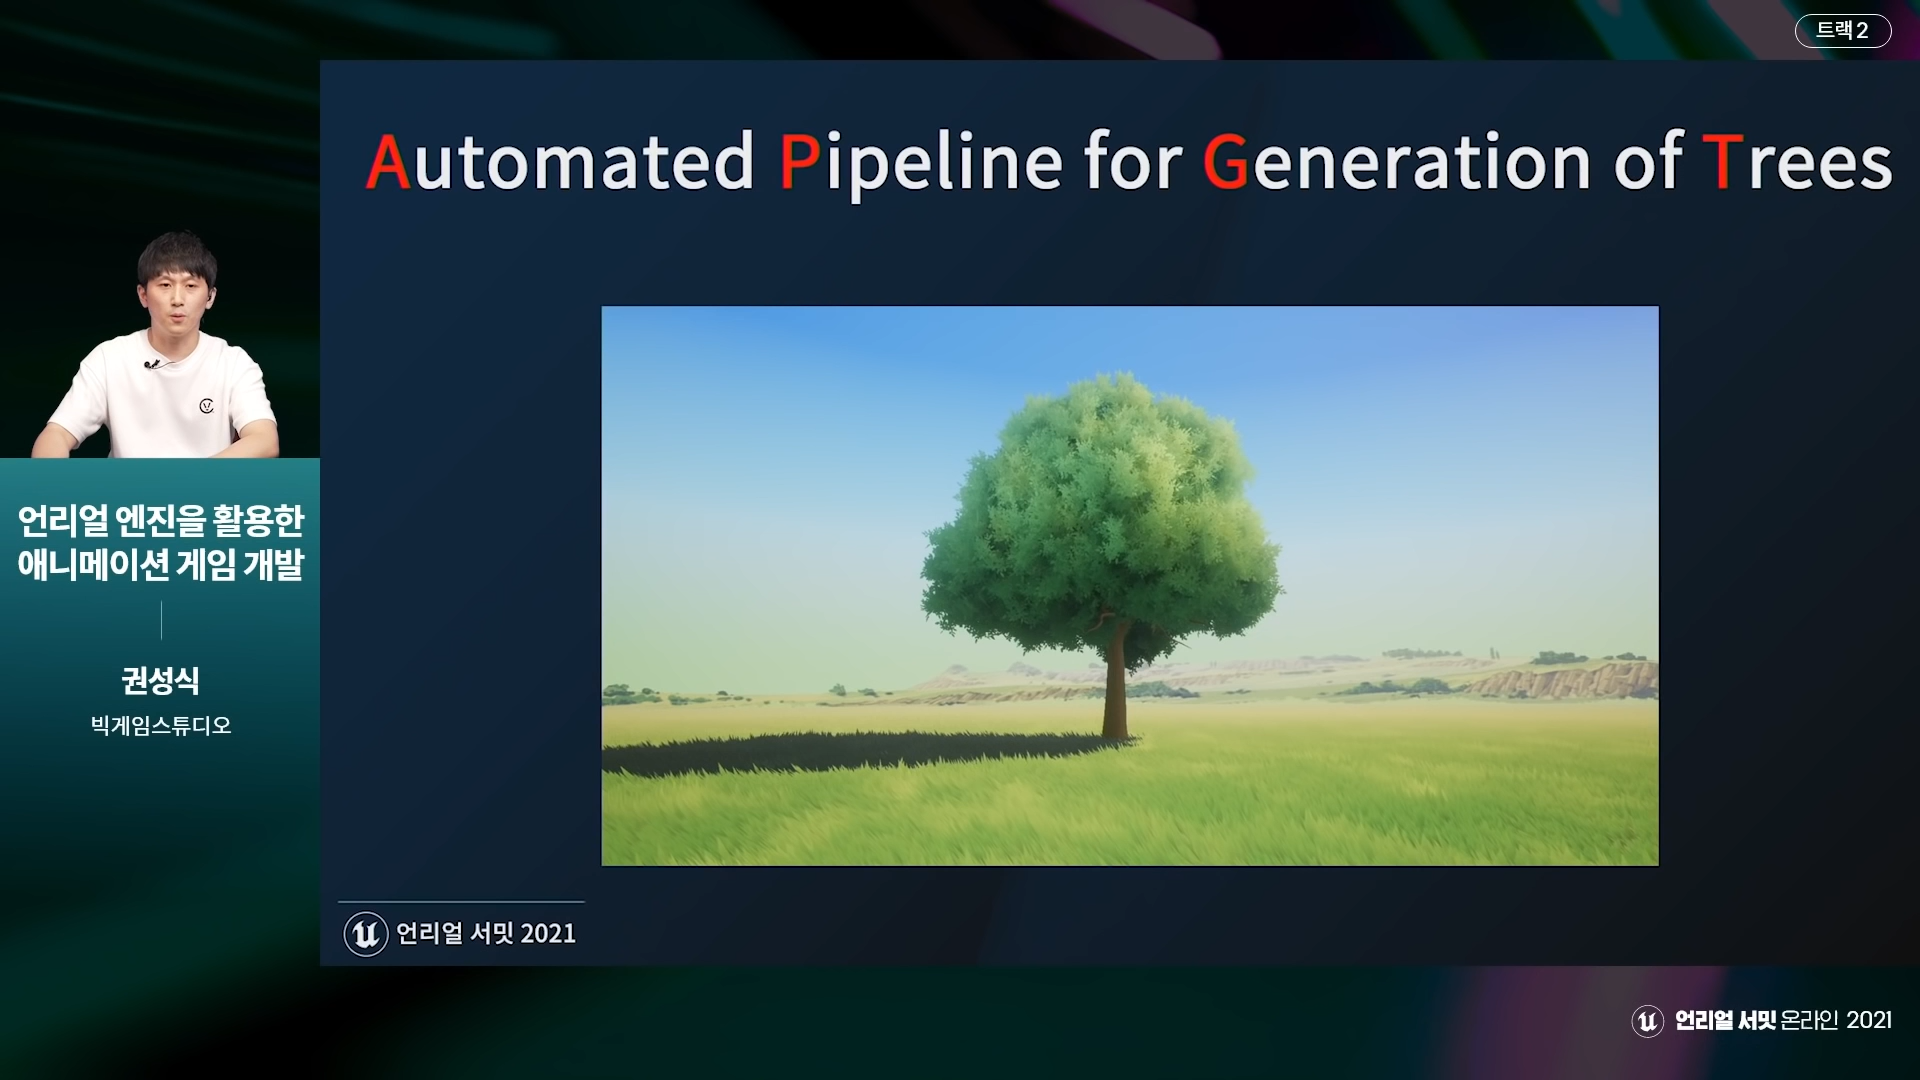 트랙2
Automated Pipeline for Generation of Trees
언리얼 엔진을 활용한
애니메이션 게임 개발
권성식
빅게임스튜디오
언리얼 서밋 2021
언리얼 서밋 온라인 2021